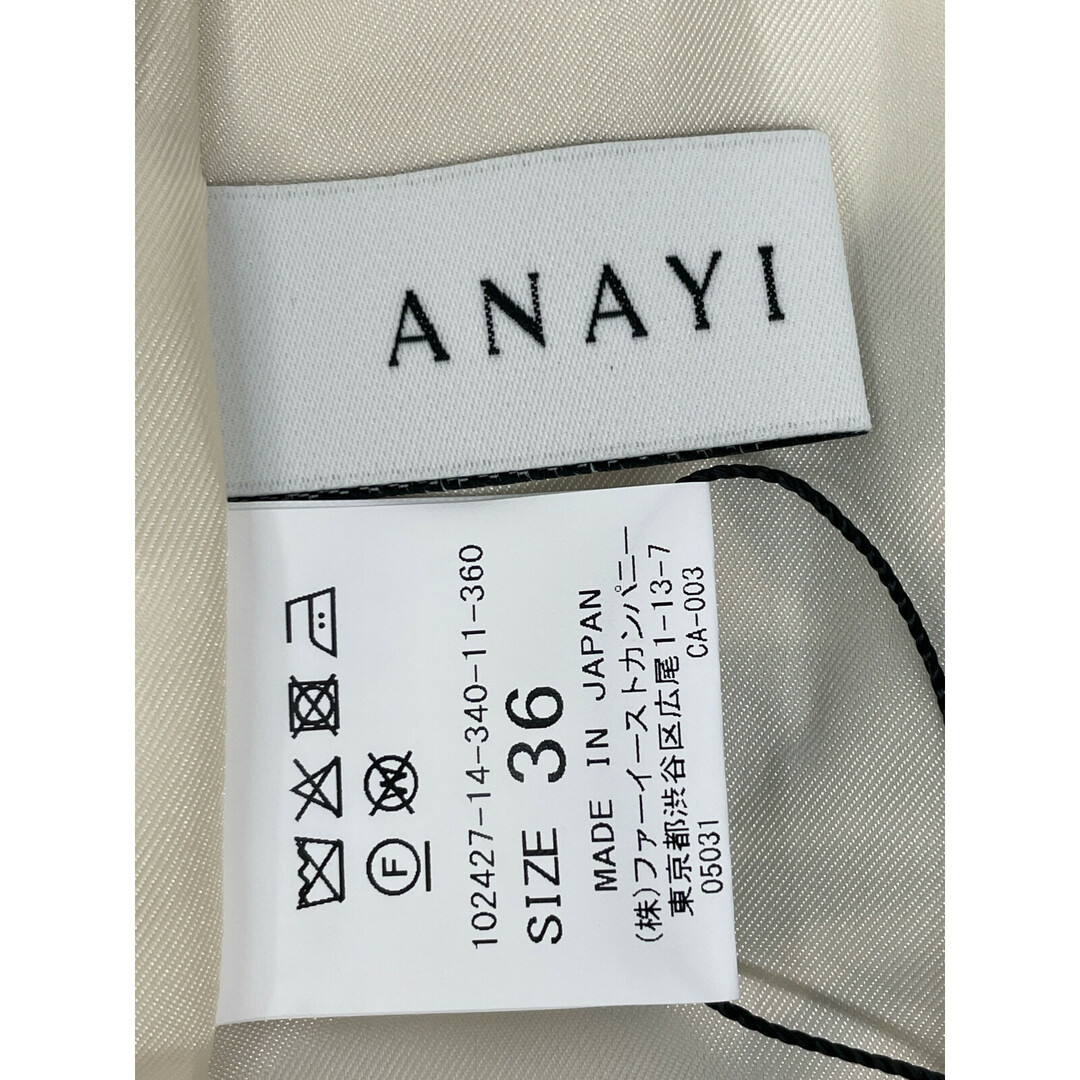 ANAYI
F
W
102427-14-340-11-360
SIZE 36
MADE IN JAPAN
(株)ファーイーストカンパニー
東京都渋谷区広尾1-13-7
05031 CA-003